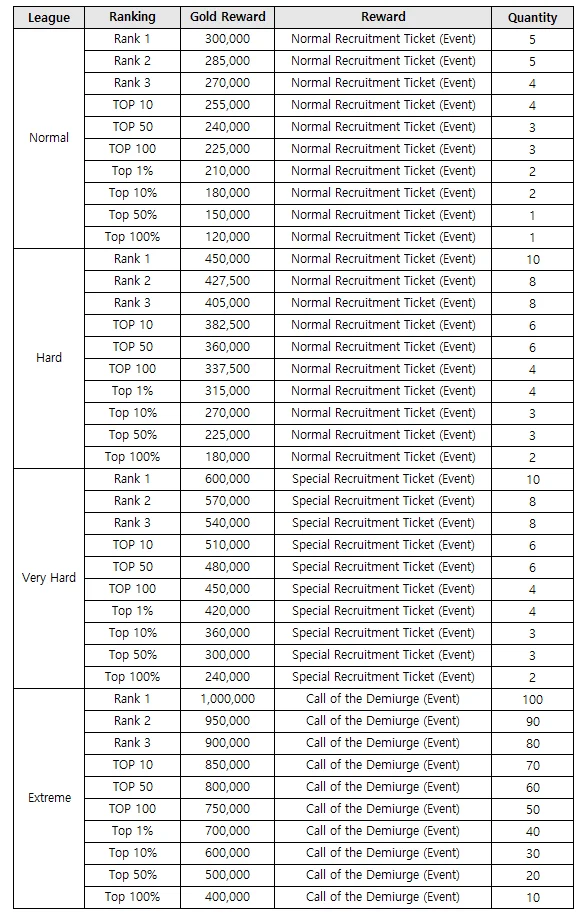 League Ranking Gold Reward Reward Quantity
Normal
Rank 1 300,000 Normal Recruitment Ticket (Event) 5
Rank 2 285,000 Normal Recruitment Ticket (Event) 5
Rank 3 270,000 Normal Recruitment Ticket (Event) 4
TOP 10 255,000 Normal Recruitment Ticket (Event) 4
TOP 50 240,000 Normal Recruitment Ticket (Event) 3
TOP 100 225,000 Normal Recruitment Ticket (Event) 3
Top 1% 210,000 Normal Recruitment Ticket (Event) 2
Top 10% 180,000 Normal Recruitment Ticket (Event) 2
Top 50% 150,000 Normal Recruitment Ticket (Event) 1
Top 100% 120,000 Normal Recruitment Ticket (Event) 1
Hard
Rank 1 450,000 Normal Recruitment Ticket (Event) 10
Rank 2 427,500 Normal Recruitment Ticket (Event) 8
Rank 3 405,000 Normal Recruitment Ticket (Event) 8
TOP 10 382,500 Normal Recruitment Ticket (Event) 6
TOP 50 360,000 Normal Recruitment Ticket (Event) 6
TOP 100 337,500 Normal Recruitment Ticket (Event) 4
Top 1% 315,000 Normal Recruitment Ticket (Event) 4
Top 10% 270,000 Normal Recruitment Ticket (Event) 3
Top 50% 225,000 Normal Recruitment Ticket (Event) 3
Top 100% 180,000 Normal Recruitment Ticket (Event) 2
Very Hard
Rank 1 600,000 Special Recruitment Ticket (Event) 10
Rank 2 570,000 Special Recruitment Ticket (Event) 8
Rank 3 540,000 Special Recruitment Ticket (Event) 8
TOP 10 510,000 Special Recruitment Ticket (Event) 6
TOP 50 480,000 Special Recruitment Ticket (Event) 6
TOP 100 450,000 Special Recruitment Ticket (Event) 4
Top 1% 420,000 Special Recruitment Ticket (Event) 4
Top 10% 360,000 Special Recruitment Ticket (Event) 3
Top 50% 300,000 Special Recruitment Ticket (Event) 3
Top 100% 240,000 Special Recruitment Ticket (Event) 2
Extreme
Rank 1 1,000,000 Call of the Demiurge (Event) 100
Rank 2 950,000 Call of the Demiurge (Event) 90
Rank 3 900,000 Call of the Demiurge (Event) 80
TOP 10 850,000 Call of the Demiurge (Event) 70
TOP 50 800,000 Call of the Demiurge (Event) 60
TOP 100 750,000 Call of the Demiurge (Event) 50
Top 1% 700,000 Call of the Demiurge (Event) 40
Top 10% 600,000 Call of the Demiurge (Event) 30
Top 50% 500,000 Call of the Demiurge (Event) 20
Top 100% 400,000 Call of the Demiurge (Event) 10